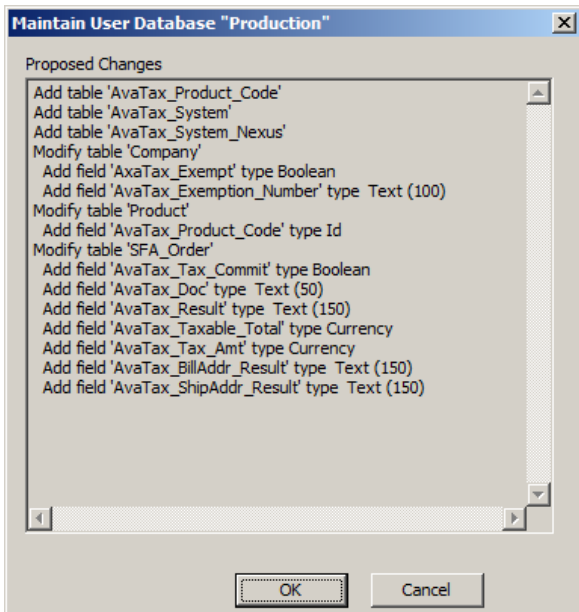 Maintain User Database "Production"
Proposed Changes
Add table 'AvaTax_Product_Code'
Add table 'AvaTax_System'
Add table 'AvaTax_System_Nexus'
Modify table 'Company'
Add field 'AxaTax_Exempt' type Boolean
Add field 'AvaTax_Exemption_Number' type Text (100)
Modify table 'Product'
Add field 'AvaTax_Product_Code' type Id
Modify table 'SFA_Order'
Add field 'AvaTax_Tax_Commit' type Boolean
Add field 'AvaTax_Doc' type Text (50)
Add field 'AvaTax_Result' type Text (150)
Add field 'AvaTax_Taxable_Total' type Currency
Add field 'AvaTax_Tax_Amt' type Currency
Add field 'AvaTax_BillAddr_Result' type Text (150)
Add field 'AvaTax_ShipAddr_Result' type Text (150)
OK Cancel